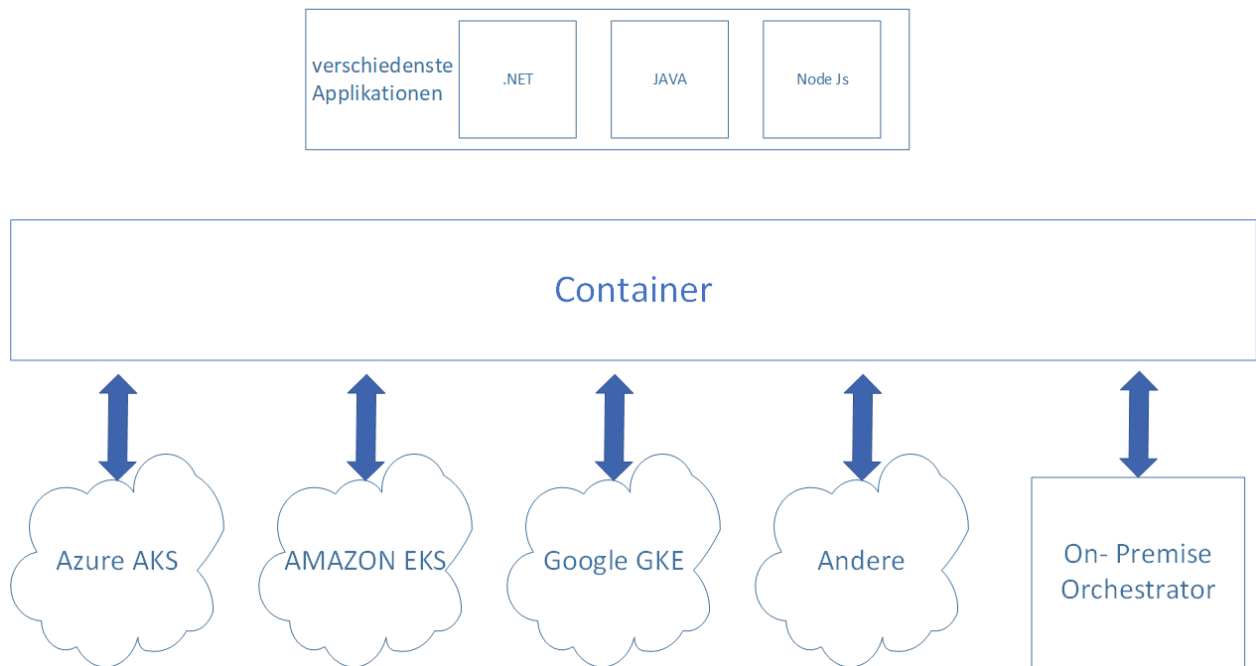 verschiedenste
Applikationen
.NET
JAVA
Node Js
Container
Azure AKS
AMAZON EKS
Google GKE
Andere
On- Premise
Orchestrator